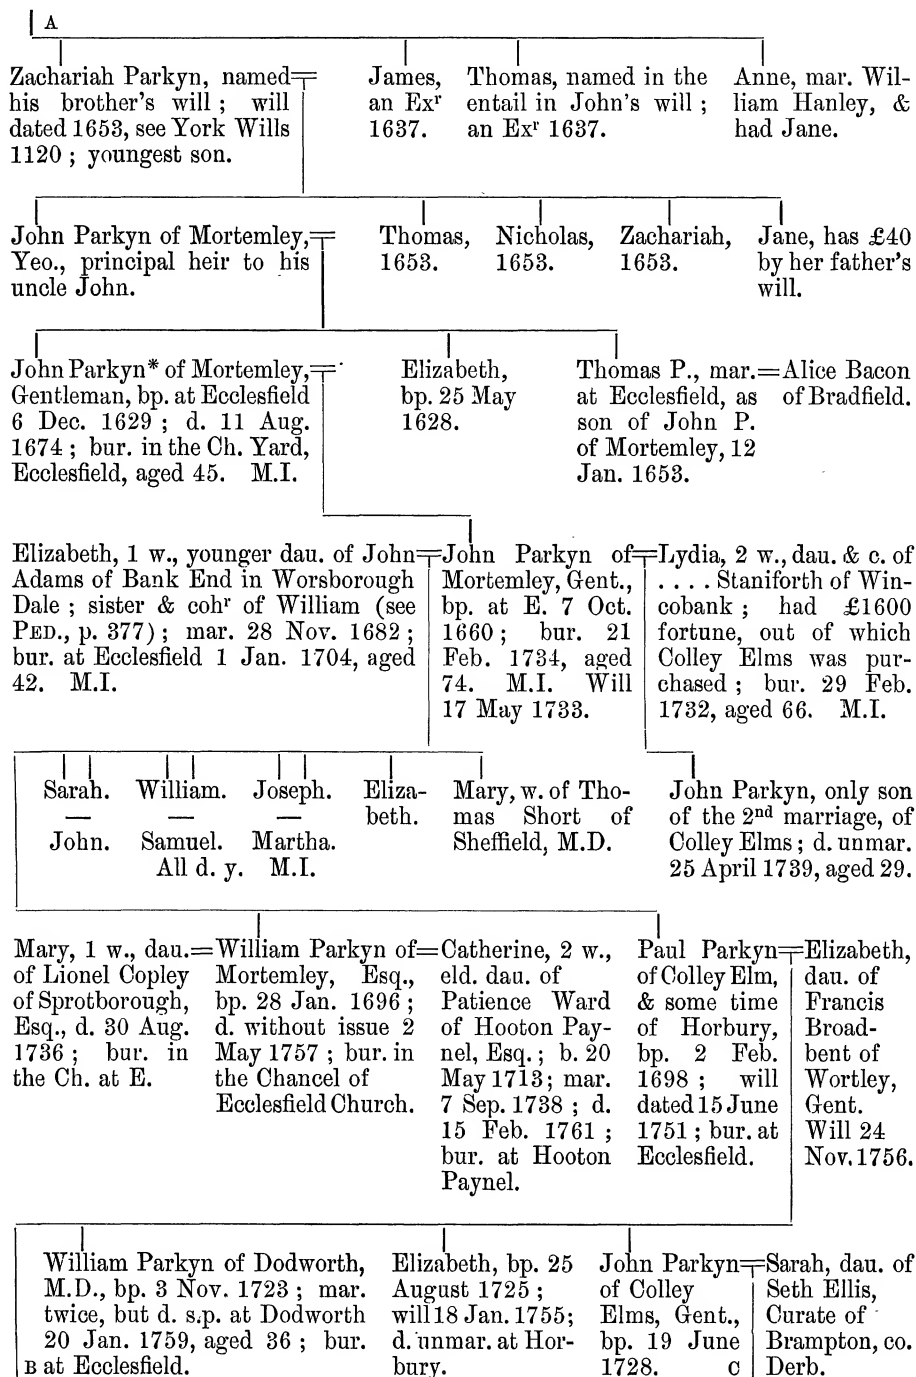 A
Zachariah Parkyn, named
his brother's will ; will
dated 1653, see York Wills
1120 ; youngest son.
James,
an Exr
1637.
Thomas, named in the
entail in John's will ;
an Exr 1637.
Anne, mar. Wil-
liam Hanley, &
had Jane.
John Parkyn of Mortemley,
Yeo., principal heir to his
uncle John.
Thomas,
1653.
Nicholas,
1653.
Zachariah,
1653.
Jane, has £40
by her father's
will.
John Parkyn* of Mortemley,
Gentleman, bp. at Ecclesfield
6 Dec. 1629 ; d. 11 Aug.
1674 ; bur. in the Ch. Yard,
Ecclesfield, aged 45. M.I.
Elizabeth,
bp. 25 May
1628.
Thomas P., mar.
at Ecclesfield, as
son of John P.
of Mortemley, 12
Jan. 1653.
=Alice Bacon
of Bradfield.
Elizabeth, 1 w., younger dau. of John
Adams of Bank End in Worsborough
Dale ; sister & cohr of William (see
PED., p. 377) ; mar. 28 Nov. 1682 ;
bur. at Ecclesfield 1 Jan. 1704, aged
42. M.I.
John Parkyn of
Mortemley, Gent.,
bp. at E. 7 Oct.
1660 ; bur. 21
Feb. 1734, aged
74. M.I. Will
17 May 1733.
Lydia, 2 w., dau. & c. of
. . . . Staniforth of Win-
cobank ; had £1600
fortune, out of which
Colley Elms was pur-
chased ; bur. 29 Feb.
1732, aged 66. M.I.
Sarah. William. Joseph.
— — —
John. Samuel. Martha.
All d. y. M.I.
Eliza-
beth.
Mary, w. of Tho-
mas Short of
Sheffield, M.D.
John Parkyn, only son
of the 2nd marriage, of
Colley Elms ; d. unmar.
25 April 1739, aged 29.
Mary, 1 w., dau.
of Lionel Copley
of Sprotborough,
Esq., d. 30 Aug.
1736 ; bur. in
the Ch. at E.
=William Parkyn of
Mortemley, Esq.,
bp. 28 Jan. 1696 ;
d. without issue 2
May 1757 ; bur. in
the Chancel of
Ecclesfield Church.
=Catherine, 2 w.,
eld. dau. of
Patience Ward
of Hooton Pay-
nel, Esq. ; b. 20
May 1713; mar.
7 Sep. 1738 ; d.
15 Feb. 1761 ;
bur. at Hooton
Paynel.
Paul Parkyn
of Colley Elm,
& some time
of Horbury,
bp. 2 Feb.
1698 ; will
dated 15 June
1751 ; bur. at
Ecclesfield.
Elizabeth,
dau. of
Francis
Broad-
bent of
Wortley,
Gent.
Will 24
Nov. 1756.
William Parkyn of Dodworth,
M.D., bp. 3 Nov. 1723 ; mar.
twice, but d. s.p. at Dodworth
20 Jan. 1759, aged 36 ; bur.
B at Ecclesfield.
Elizabeth, bp. 25
August 1725 ;
will 18 Jan. 1755;
d. unmar. at Hor-
bury.
John Parkyn
of Colley
Elms, Gent.,
bp. 19 June
1728. C
Sarah, dau. of
Seth Ellis,
Curate of
Brampton, co.
Derb.